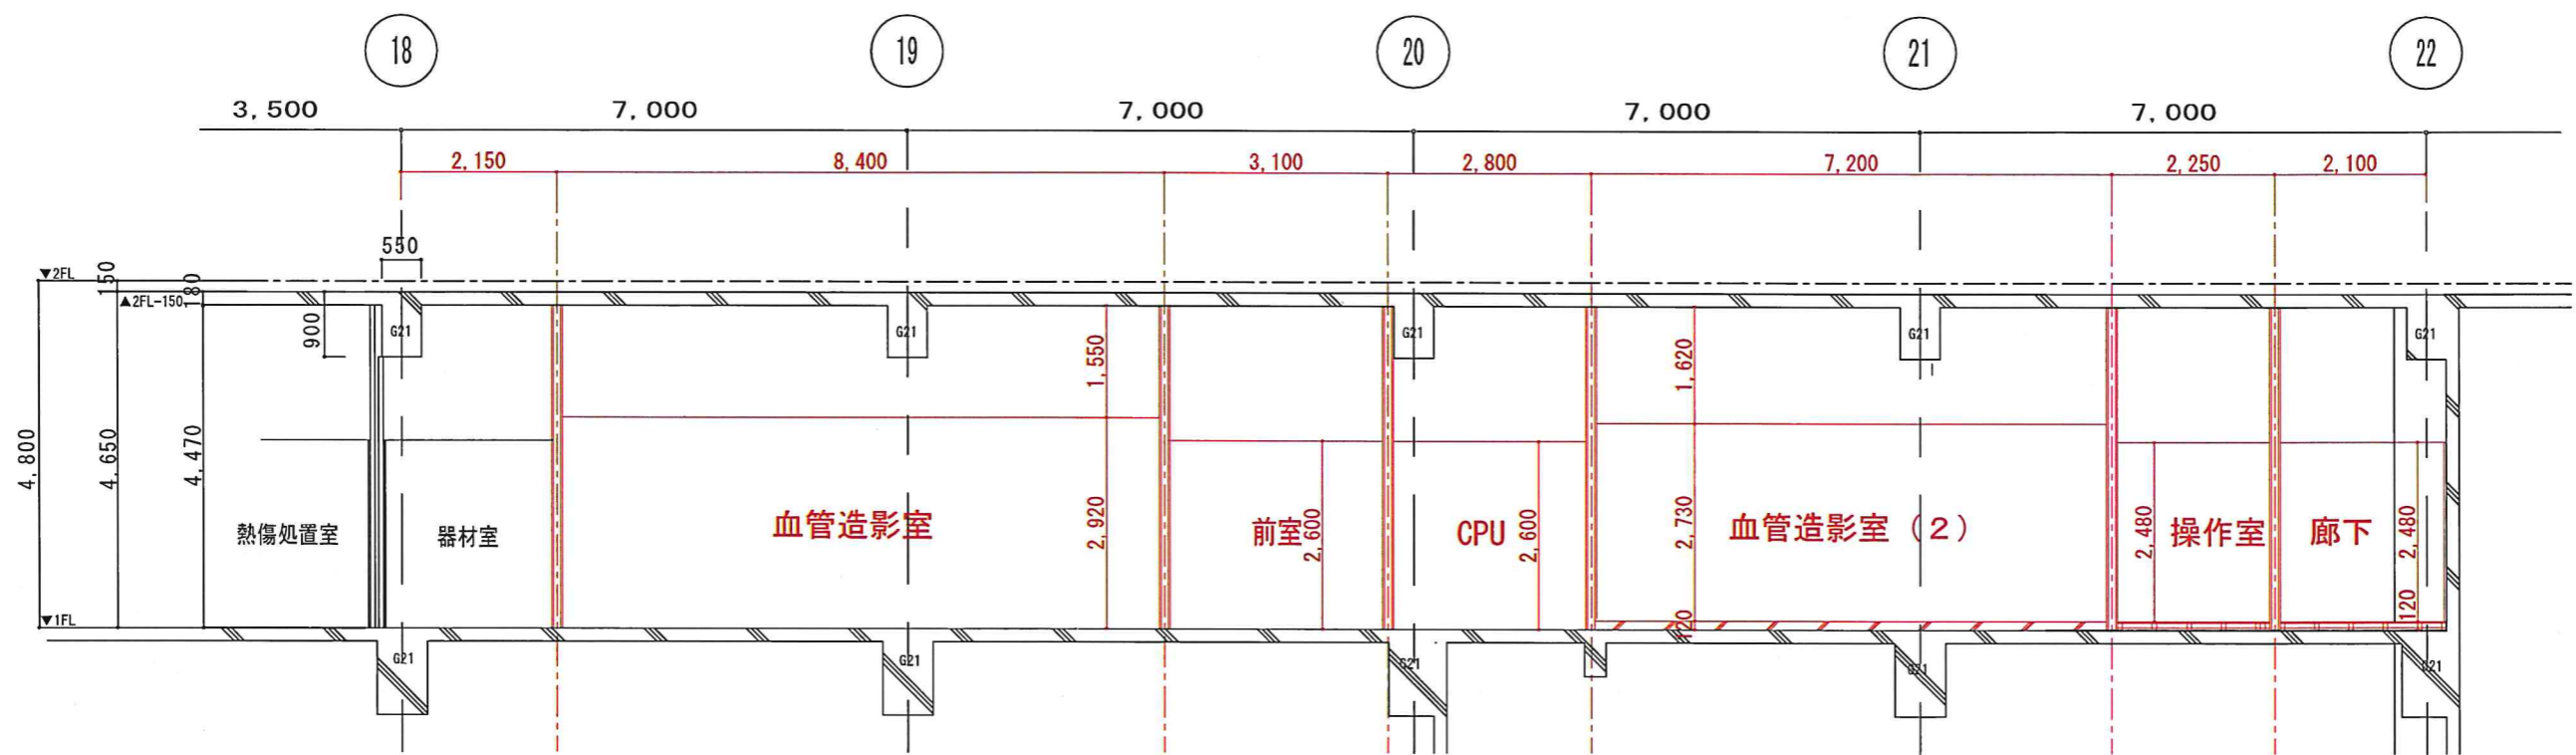 18 19 20 21 22
3,500 7,000 7,000 7,000 7,000
2,150 8,400 3,100 2,800 7,200 2,250 2,100
550
▼2FL
150
180
▲2FL-150
900
G21 G21 G21 G21 G21
1,550
1,620
4,800
4,650
4,470
熱傷処置室
器材室
血管造影室
2,920
前室
2,600
CPU
2,600
2,730
血管造影室(2)
2,480
操作室
廊下
2,480
120
120
▼1FL
G21 G21 G21 G21 G21